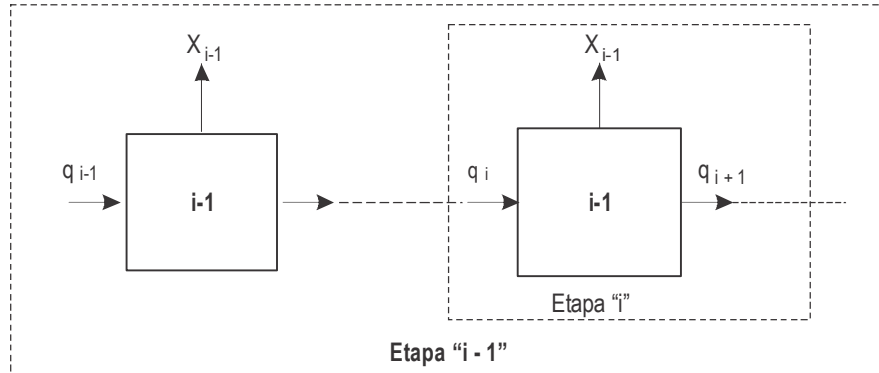 X i-1
X i-1
q i-1
i-1
q i
i-1
q i + 1
Etapa “i”
Etapa “i - 1”